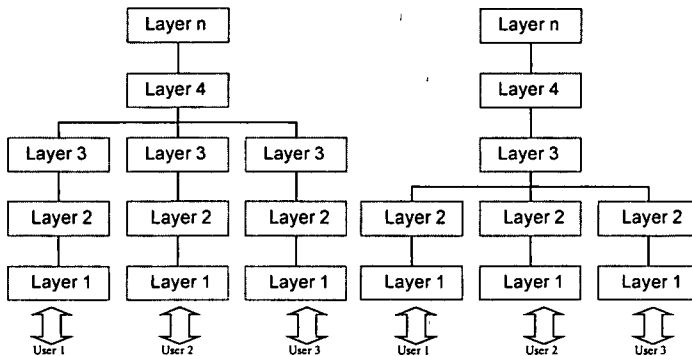 Layer n Layer n
Layer 4 Layer 4
Layer 3 Layer 3 Layer 3 Layer 3
Layer 2 Layer 2 Layer 2 Layer 2 Layer 2 Layer 2
Layer 1 Layer 1 Layer 1 Layer 1 Layer 1 Layer 1
User 1 User 2 User 3 User 1 User 2 User 3